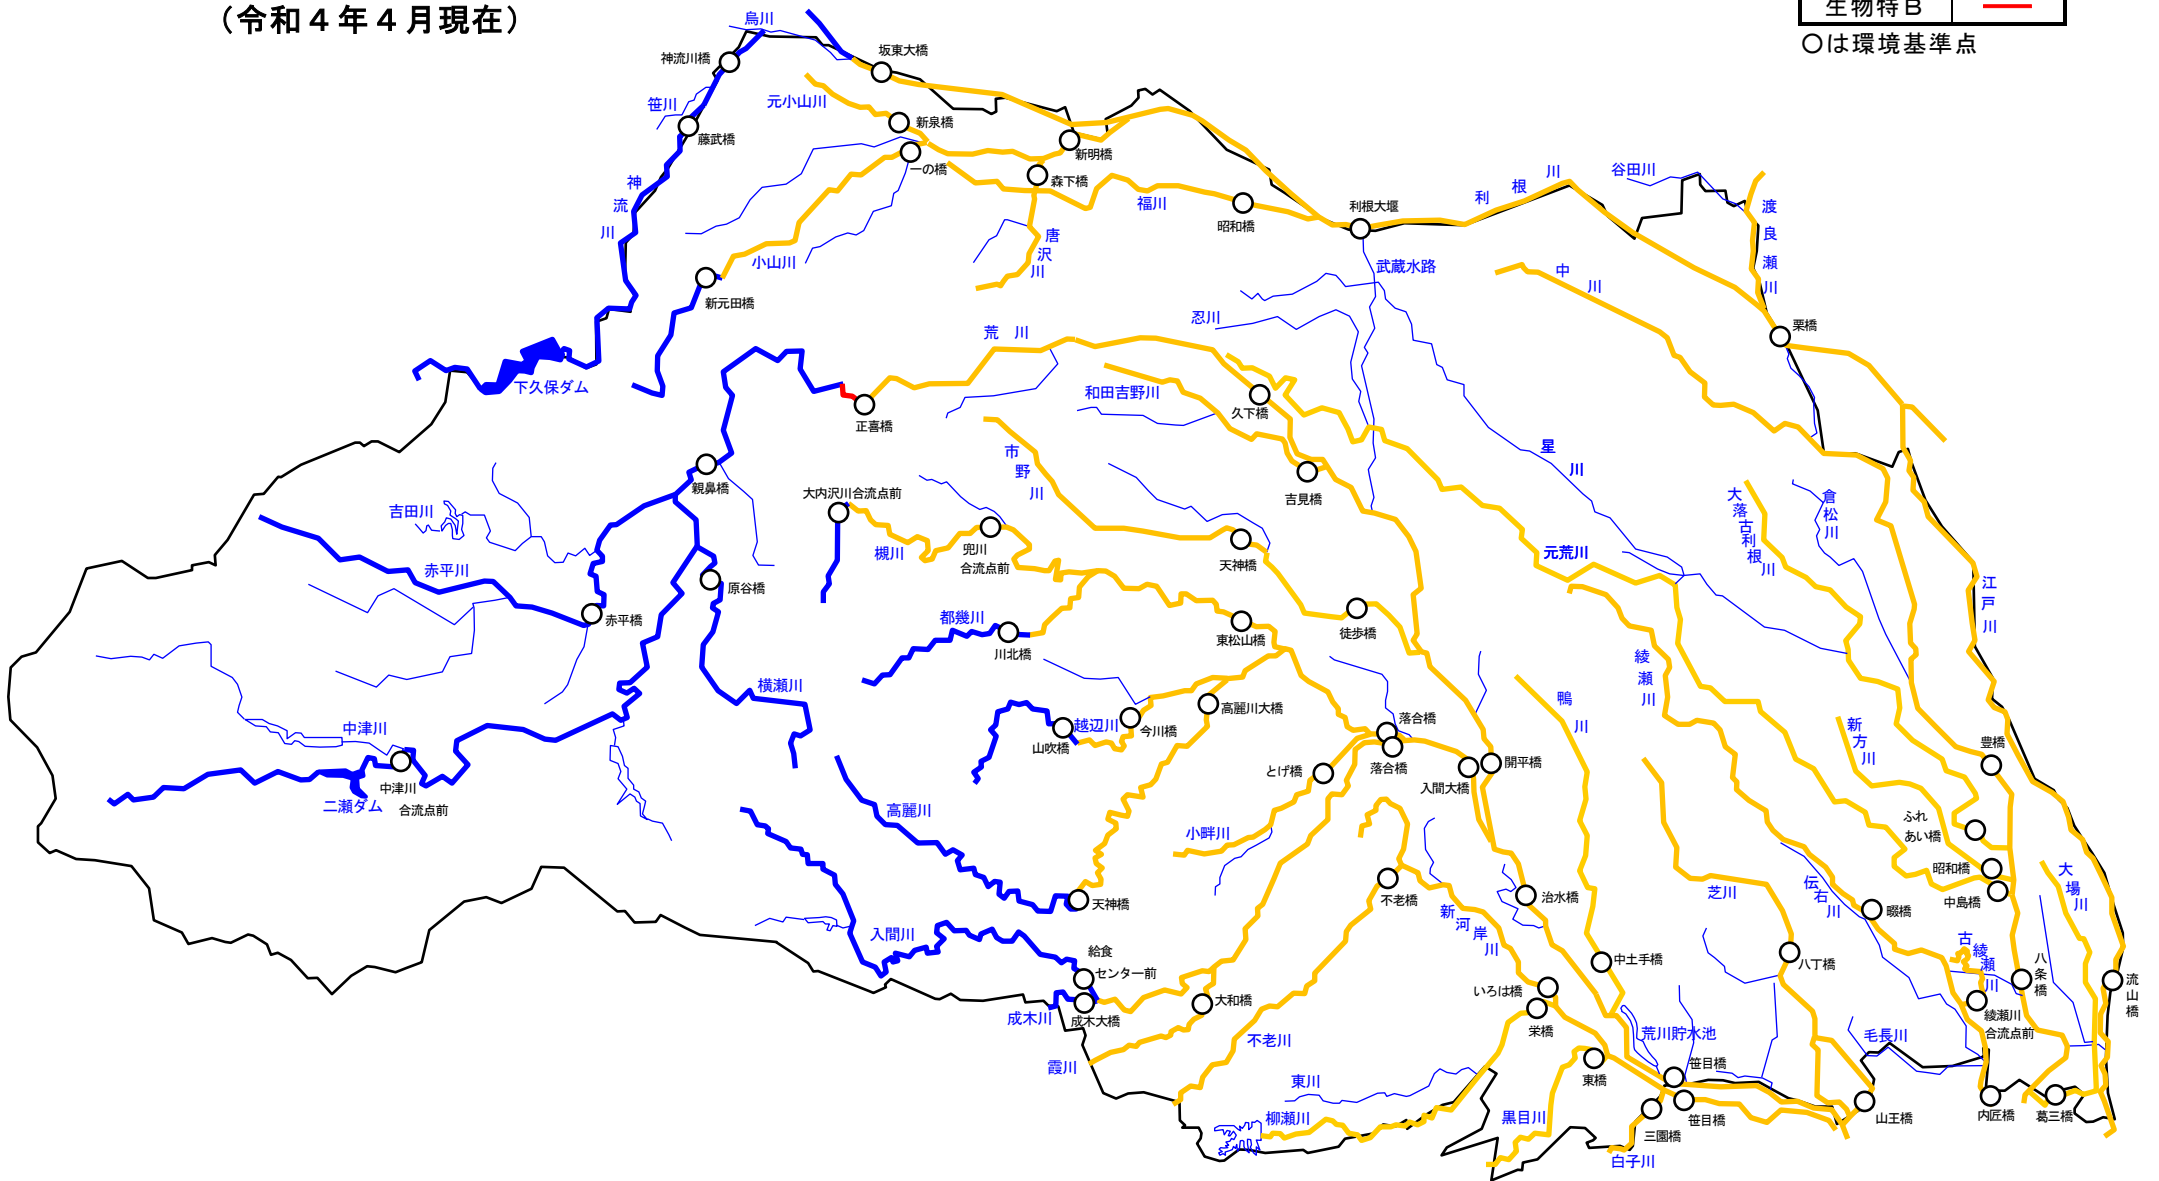 （令和４年４月現在）
生物特Ｂ
○は環境基準点
烏川
神流川橋
坂東大橋
笹川
元小山川
新泉橋
藤武橋
一の橋
新明橋
森下橋
神流川
福川
昭和橋
利根大堰
利根川
谷田川
渡良瀬川
唐沢川
小山川
新元田橋
武蔵水路
中川
忍川
荒川
栗橋
下久保ダム
和田吉野川
久下橋
正喜橋
市野川
星川
親鼻橋
大内沢川合流点前
吉見橋
吉田川
槻川
兜川
合流点前
天神橋
元荒川
大落古利根川
倉松川
赤平川
原谷橋
赤平橋
都幾川
川北橋
東松山橋
徒歩橋
江戸川
綾瀬川
横瀬川
高麗川大橋
鴨川
中津川
越辺川
今川橋
山吹橋
落合橋
落合橋
とげ橋
入間大橋
開平橋
新方川
豊橋
中津川
合流点前
二瀬ダム
高麗川
小畔川
ふれ
あい橋
昭和橋
中島橋
大場川
天神橋
不老橋
治水橋
芝川
伝右川
畷橋
入間川
給食
センター前
新河岸川
中土手橋
八丁橋
古綾瀬川
八条橋
流山橋
いろは橋
大和橋
成木川
成木大橋
栄橋
綾瀬川
合流点前
荒川貯水池
毛長川
不老川
霞川
東川
東橋
笹目橋
柳瀬川
黒目川
三園橋
笹目橋
山王橋
内匠橋
葛三橋
白子川